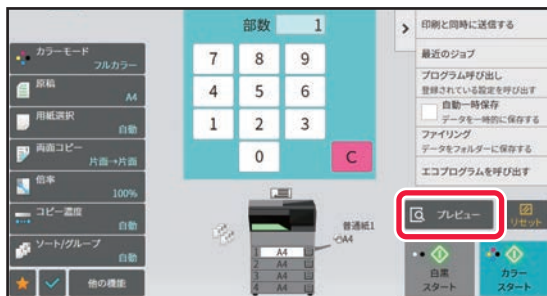 部数 1
カラーモード
フルカラー
原稿
A4
用紙選択
自動
両面コピー
片面→片面
倍率
100%
コピー濃度
自動
ソート/グループ
自動
他の機能
7 8 9
4 5 6
1 2 3
0 C
普通紙1
A4
1 A4
2 A4
3 A4
4 A4
印刷と同時に送信する
最近のジョブ
プログラム呼び出し
登録されている設定を呼び出す
自動一時保存
データを一時的に保存する
ファイリング
データをフォルダーに保存する
エコプログラムを呼び出す
プレビュー
リセット
白黒
スタート
カラー
スタート